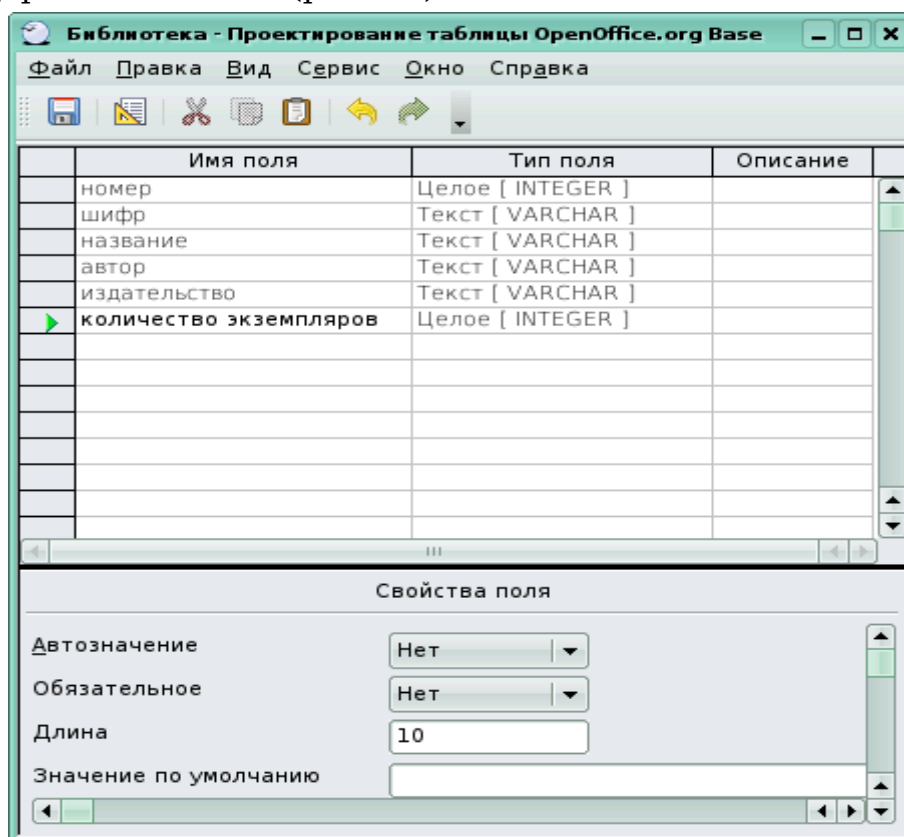 Библиотека - Проектирование таблицы OpenOffice.org Base
Файл Правка Вид Сервис Окно Справка
Имя поля Тип поля Описание
номер Целое [ INTEGER ]
шифр Текст [ VARCHAR ]
название Текст [ VARCHAR ]
автор Текст [ VARCHAR ]
издательство Текст [ VARCHAR ]
количество экземпляров Целое [ INTEGER ]
Свойства поля
Автозначение Нет
Обязательное Нет
Длина 10
Значение по умолчанию